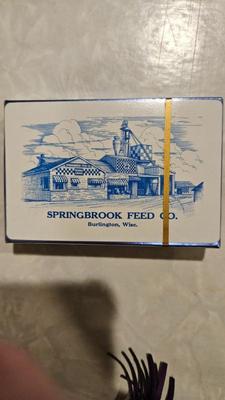 SPRINGBROOK FEED CO.
Burlington, Wisc.